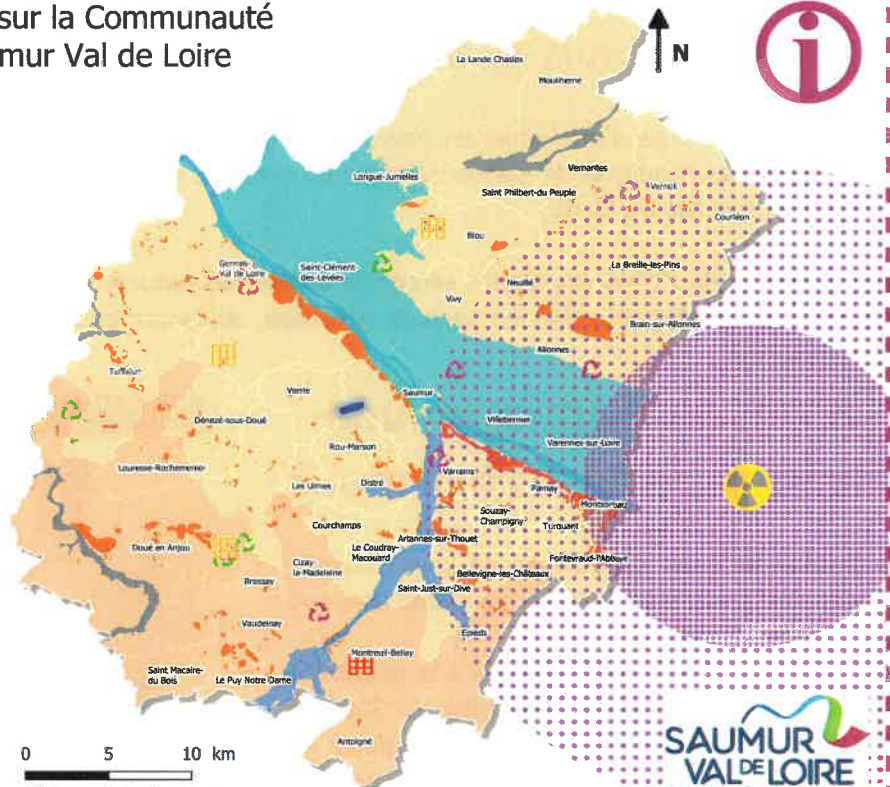 sur la Communauté
mur Val de Loire
N
i
La Lande Chasles
Mouliherne
Vernantes
Longué-Jumelles
Saint Philbert-du Peuple
Vernoil
Courléon
Blou
Gennes-
Val de Loire
Saint-Clément
des-Levées
La Breille-les-Pins
Neuillé
Vivy
Brain-sur-Allonnes
Allonnes
Tuffalun
Verrie
Saumur
Dénezé-sous-Doué
Villebernier
Varennes-sur-Loire
Rou-Marson
Louresse-Rochemenier
Varrains
Les Ulmes
Distré
Parnay
Montsoreau
Souzay-
Champigny
Turquant
Courchamps
Artannes-sur-Thouet
Doué en Anjou
Le Coudray-
Macouard
Fontevraud-l'Abbaye
Cizay-
la-Madeleine
Bellevigne-les-Châteaux
Brossay
Saint-Just-sur-Dive
Vaudelnay
Epieds
Montreuil-Bellay
Saint Macaire-
du Bois
Le Puy Notre Dame
Antoigné
0 5 10 km
SAUMUR
VAL DE LOIRE